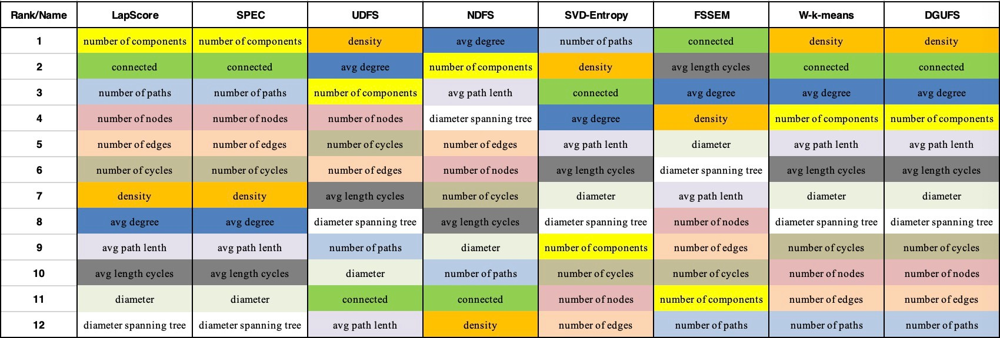 Rank/Name LapScore SPEC UDFS NDFS SVD-Entropy FSSEM W-k-means DGUFS
1 number of components number of components density avg degree number of paths connected density density
2 connected connected avg degree number of components density avg length cycles connected connected
3 number of paths number of paths number of components avg path lenth connected avg degree avg degree avg degree
4 number of nodes number of nodes number of nodes diameter spanning tree avg degree density number of components number of components
5 number of edges number of edges number of cycles number of edges avg path lenth diameter avg path lenth avg path lenth
6 number of cycles number of cycles number of edges number of nodes avg length cycles diameter spanning tree avg length cycles avg length cycles
7 density density avg length cycles number of cycles diameter avg path lenth diameter diameter
8 avg degree avg degree diameter spanning tree avg length cycles diameter spanning tree number of nodes diameter spanning tree diameter spanning tree
9 avg path lenth avg path lenth number of paths diameter number of components number of edges number of cycles number of cycles
10 avg length cycles avg length cycles diameter number of paths number of cycles number of cycles number of nodes number of nodes
11 diameter diameter connected connected number of nodes number of components number of edges number of edges
12 diameter spanning tree diameter spanning tree avg path lenth density number of edges number of paths number of paths number of paths